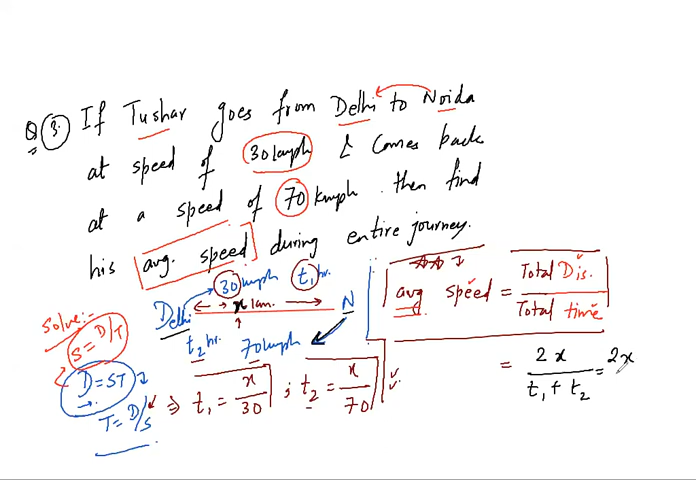 Q 3. If Tushar goes from Delhi to Noida
at speed of 30 kmph & comes back
at a speed of 70 kmph. then find
his avg. speed during entire journey.
Solve:-
S = D/T
D = ST
T = D/S
30 kmph t₁ hr.
Delhi x km. N
t₂ hr 70 kmph
⇒ t₁ = x/30 ; t₂ = x/70
avg speed = Total Dis. / Total time
= 2x / t₁ + t₂ = 2x